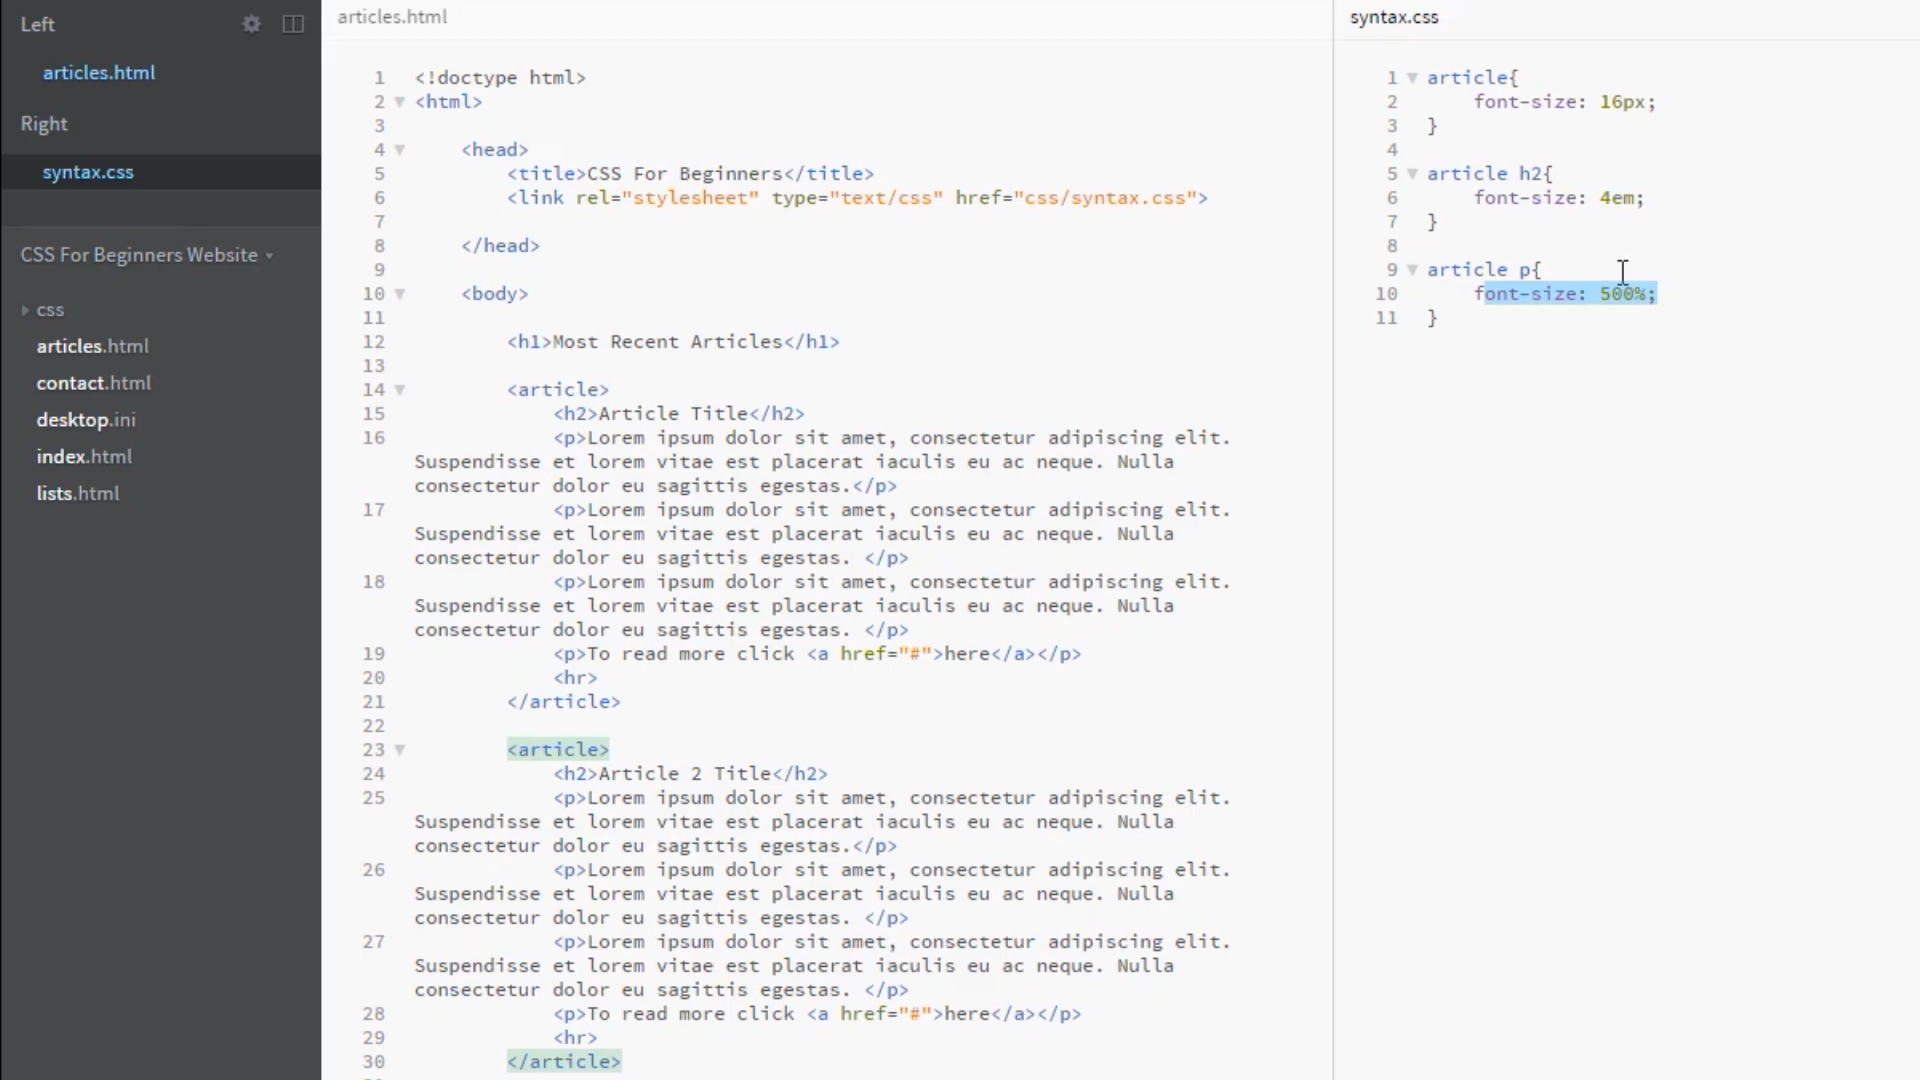 Left
articles.html
Right
syntax.css
CSS For Beginners Website
css
articles.html
contact.html
desktop.ini
index.html
lists.html
articles.html
1 <!doctype html>
2 <html>
3
4 <head>
5 <title>CSS For Beginners</title>
6 <link rel="stylesheet" type="text/css" href="css/syntax.css">
7
8 </head>
9
10 <body>
11
12 <h1>Most Recent Articles</h1>
13
14 <article>
15 <h2>Article Title</h2>
16 <p>Lorem ipsum dolor sit amet, consectetur adipiscing elit.
Suspendisse et lorem vitae est placerat iaculis eu ac neque. Nulla
consectetur dolor eu sagittis egestas.</p>
17 <p>Lorem ipsum dolor sit amet, consectetur adipiscing elit.
Suspendisse et lorem vitae est placerat iaculis eu ac neque. Nulla
consectetur dolor eu sagittis egestas. </p>
18 <p>Lorem ipsum dolor sit amet, consectetur adipiscing elit.
Suspendisse et lorem vitae est placerat iaculis eu ac neque. Nulla
consectetur dolor eu sagittis egestas. </p>
19 <p>To read more click <a href="#">here</a></p>
20 <hr>
21 </article>
22
23 <article>
24 <h2>Article 2 Title</h2>
25 <p>Lorem ipsum dolor sit amet, consectetur adipiscing elit.
Suspendisse et lorem vitae est placerat iaculis eu ac neque. Nulla
consectetur dolor eu sagittis egestas.</p>
26 <p>Lorem ipsum dolor sit amet, consectetur adipiscing elit.
Suspendisse et lorem vitae est placerat iaculis eu ac neque. Nulla
consectetur dolor eu sagittis egestas. </p>
27 <p>Lorem ipsum dolor sit amet, consectetur adipiscing elit.
Suspendisse et lorem vitae est placerat iaculis eu ac neque. Nulla
consectetur dolor eu sagittis egestas. </p>
28 <p>To read more click <a href="#">here</a></p>
29 <hr>
30 </article>
syntax.css
1 article{
2 font-size: 16px;
3 }
4
5 article h2{
6 font-size: 4em;
7 }
8
9 article p{
10 font-size: 500%;
11 }